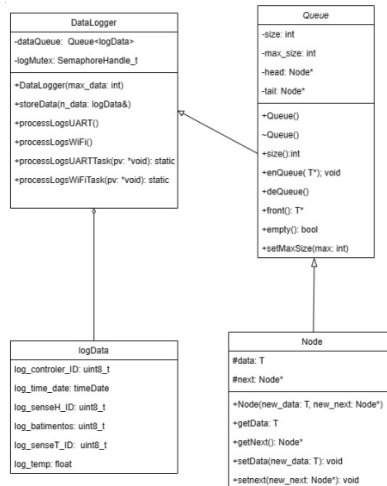 DataLogger
-dataQueue: Queue<logData>
-logMutex: SemaphoreHandle_t
+DataLogger(max_data: int)
+storeData(n_data: logData&)
+processLogsUART()
+processLogsWiFi()
+processLogsUARTTask(pv: *void): static
+processLogsWiFiTask(pv: *void): static
Queue
-size: int
-max_size: int
-head: Node*
-tail: Node*
+Queue()
~Queue()
+size():int
+enQueue( T*); void
+deQueue()
+front(): T*
+empty(): bool
+setMaxSize(max: int)
logData
log_controler_ID: uint8_t
log_time_date: timeDate
log_senseH_ID: uint8_t
log_batimentos: uint8_t
log_senseT_ID: uint8_t
log_temp: float
Node
#data: T
#next: Node*
+Node(new_data: T, new_next: Node*)
+getData: T
+getNext(): Node*
+setData(new_data: T): void
+setnext(new_next: Node*): void